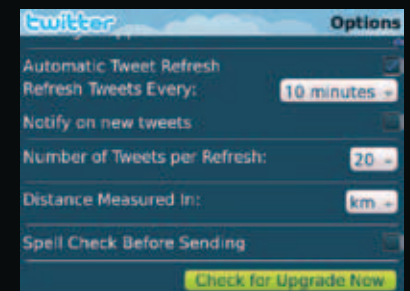 twitter Options
Automatic Tweet Refresh
Refresh Tweets Every: 10 minutes
Notify on new tweets
Number of Tweets per Refresh: 20
Distance Measured In: km
Spell Check Before Sending
Check for Upgrade Now